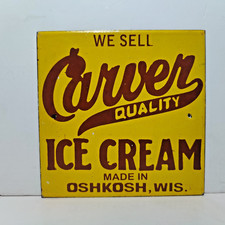 WE SELL
Carver
QUALITY
ICE CREAM
MADE IN
OSHKOSH, WIS.